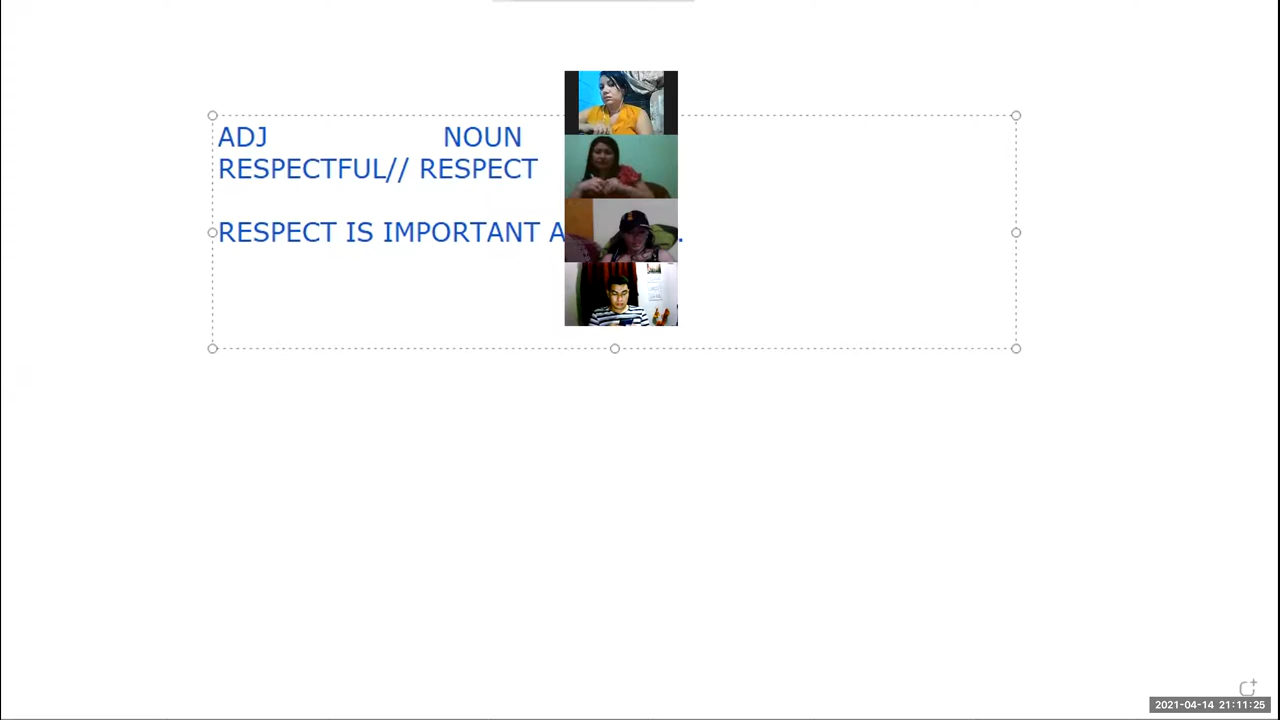 ADJ NOUN
RESPECTFUL// RESPECT
RESPECT IS IMPORTANT A .
2021-04-14 21:11:25